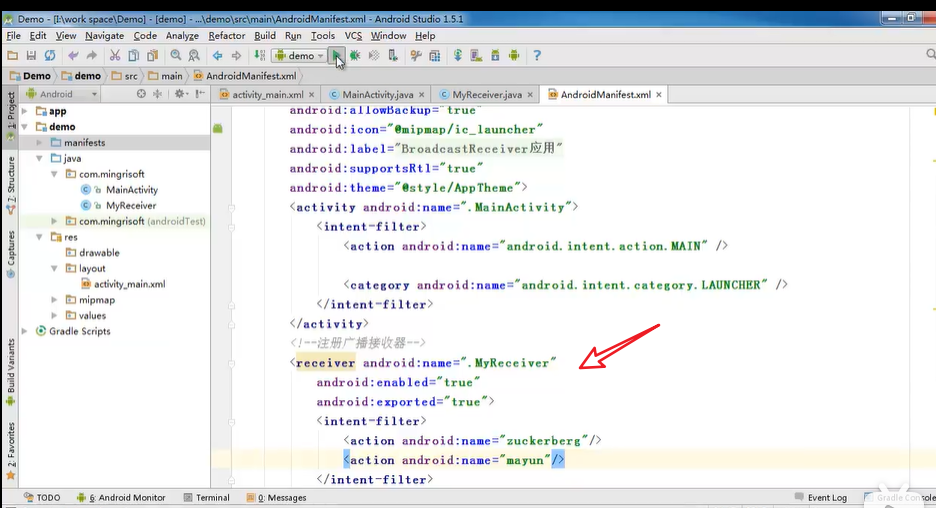 Demo - [I:\work space\Demo] - [demo] - ...\demo\src\main\AndroidManifest.xml - Android Studio 1.5.1
File Edit View Navigate Code Analyze Refactor Build Run Tools VCS Window Help
demo
Demo demo src main AndroidManifest.xml
Android
activity_main.xml MainActivity.java MyReceiver.java AndroidManifest.xml
1: Project
7: Structure
Captures
Build Variants
2: Favorites
app
demo
manifests
java
com.mingrisoft
MainActivity
MyReceiver
com.mingrisoft (androidTest)
res
drawable
layout
activity_main.xml
mipmap
values
Gradle Scripts
android:allowBackup="true"
android:icon="@mipmap/ic_launcher"
android:label="BroadcastReceiver应用"
android:supportsRtl="true"
android:theme="@style/AppTheme">
<activity android:name=".MainActivity">
<intent-filter>
<action android:name="android.intent.action.MAIN" />
<category android:name="android.intent.category.LAUNCHER" />
</intent-filter>
</activity>
<!--注册广播接收器-->
<receiver android:name=".MyReceiver"
android:enabled="true"
android:exported="true">
<intent-filter>
<action android:name="zuckerberg"/>
<action android:name="mayun"/>
</intent-filter>
TODO 6: Android Monitor Terminal 0: Messages Event Log Gradle Console